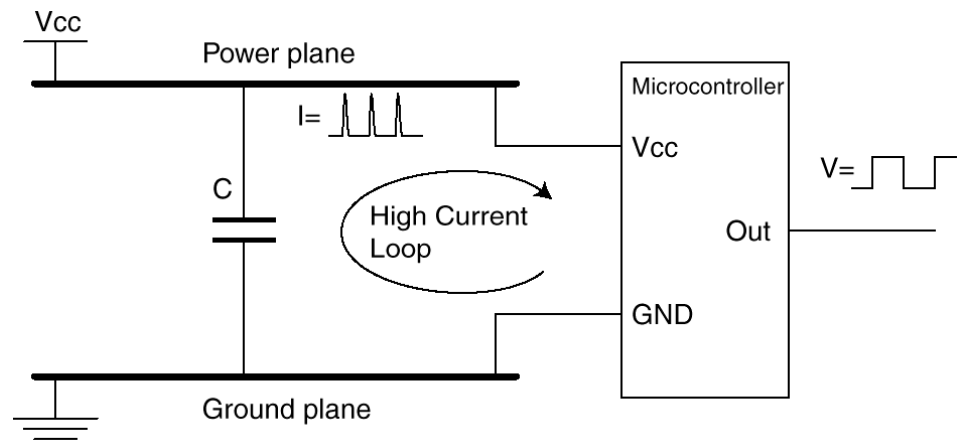 Vcc
Power plane
I=
Microcontroller
Vcc
V=
C
High Current
Loop
Out
GND
Ground plane